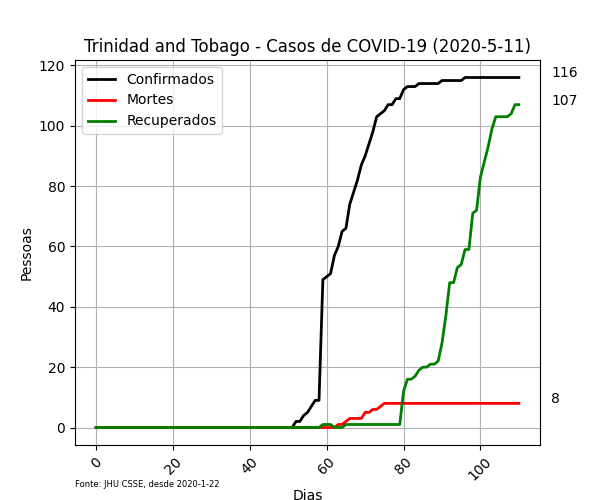 Trinidad and Tobago - Casos de COVID-19 (2020-5-11)
Confirmados
Mortes
Recuperados
120
100
80
60
40
20
0
Pessoas
116
107
8
0
20
40
60
80
100
Fonte: JHU CSSE, desde 2020-1-22
Dias